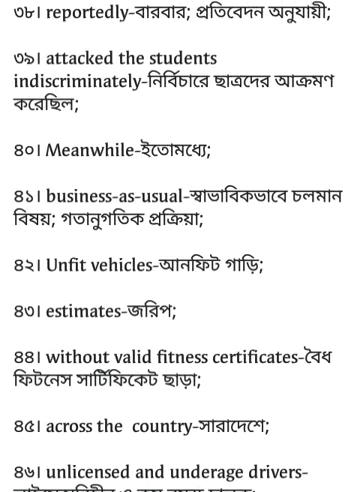 ৩৮। reportedly-বারবার; প্রতিবেদন অনুযায়ী;
৩৯। attacked the students
indiscriminately-নির্বিচারে ছাত্রদের আক্রমণ
করেছিল;
৪০। Meanwhile-ইতোমধ্যে;
৪১। business-as-usual-স্বাভাবিকভাবে চলমান
বিষয়; গতানুগতিক প্রক্রিয়া;
৪২। Unfit vehicles-আনফিট গাড়ি;
৪৩। estimates-জরিপ;
৪৪। without valid fitness certificates-বৈধ
ফিটনেস সার্টিফিকেট ছাড়া;
৪৫। across the country-সারাদেশে;
৪৬। unlicensed and underage drivers-